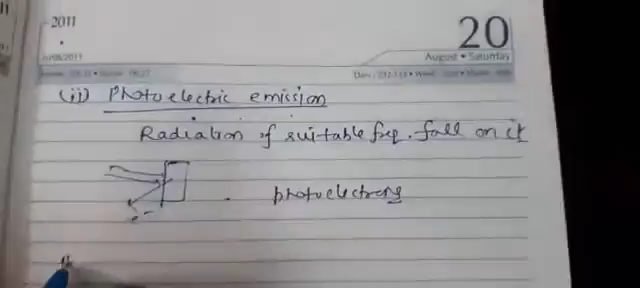 2011
20
August • Saturday
(ii) Photoelectric emission
Radiation of suitable freq. fall on it
photoelectrons
e-